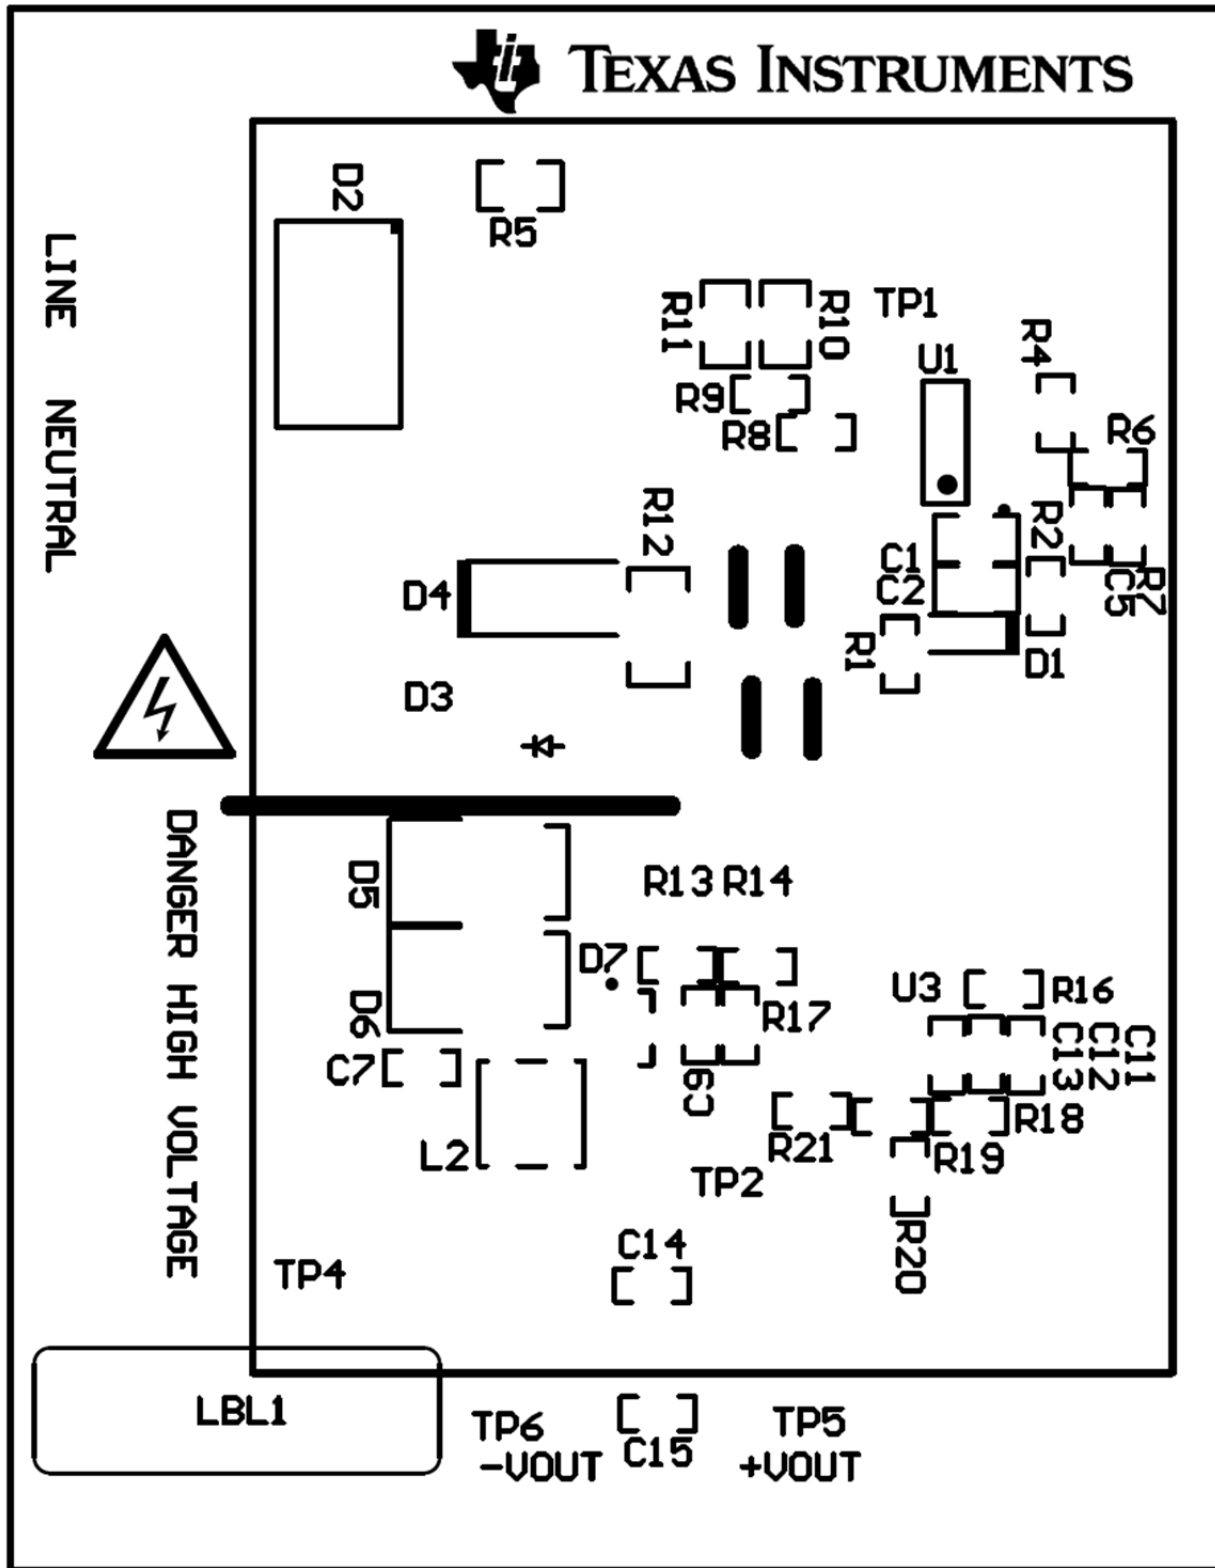 TEXAS INSTRUMENTS
D2
R5
LINE
NEUTRAL
R11
R10
TP1
R4
U1
R9
R6
R8
R12
R2
C1
C2
D4
C5
R7
R1
D1
D3
DANGER HIGH VOLTAGE
D5
R13 R14
D7
U3
R16
D6
R17
C13
C12
C11
C7
C9
R18
R21
R19
L2
TP2
R20
C14
TP4
LBL1
TP6
C15
TP5
-VOUT
+VOUT